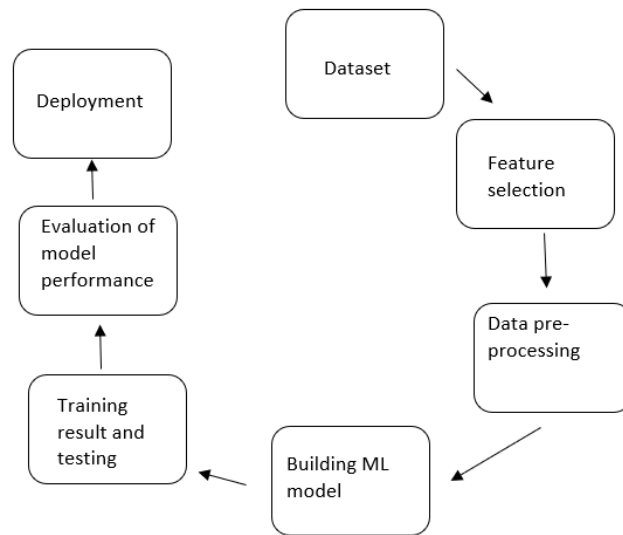 Dataset
Feature
selection
Data pre-
processing
Building ML
model
Training
result and
testing
Evaluation of
model
performance
Deployment